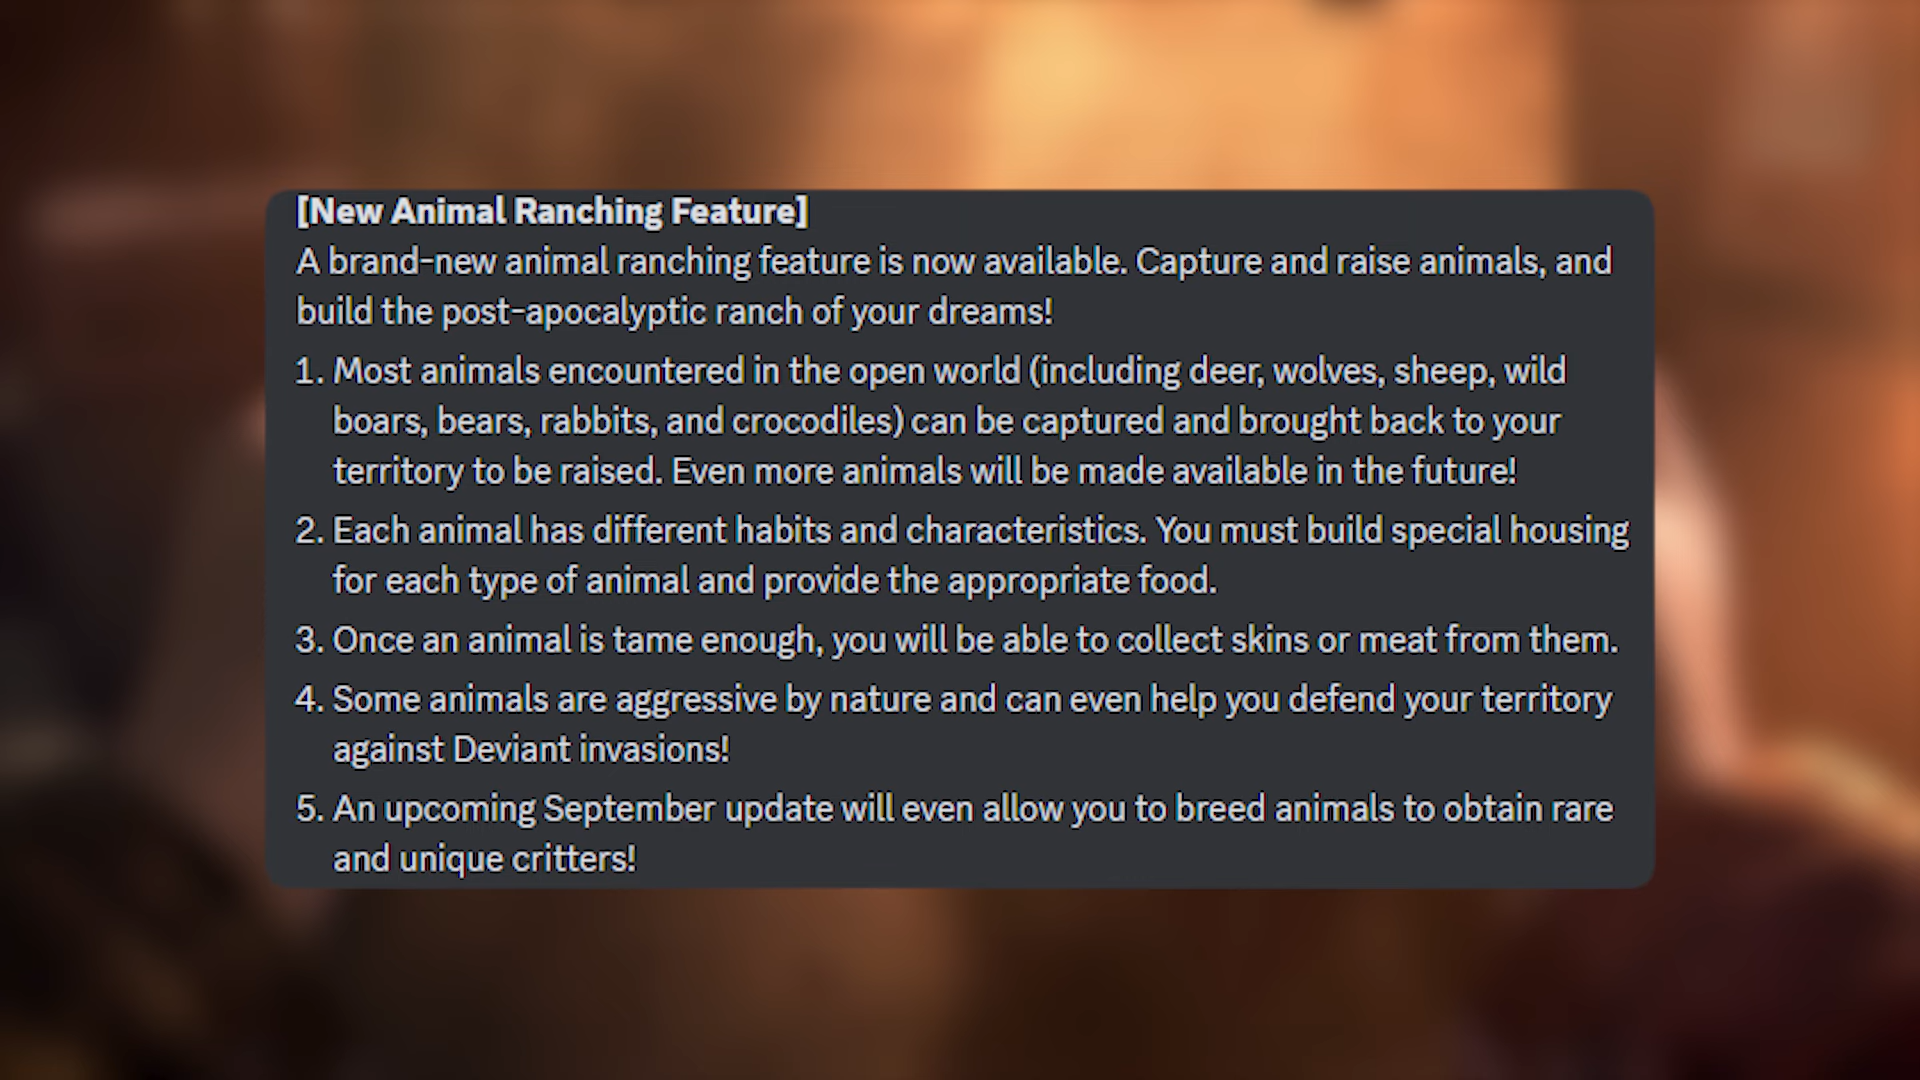 [New Animal Ranching Feature]
A brand-new animal ranching feature is now available. Capture and raise animals, and
build the post-apocalyptic ranch of your dreams!
1. Most animals encountered in the open world (including deer, wolves, sheep, wild
boars, bears, rabbits, and crocodiles) can be captured and brought back to your
territory to be raised. Even more animals will be made available in the future!
2. Each animal has different habits and characteristics. You must build special housing
for each type of animal and provide the appropriate food.
3. Once an animal is tame enough, you will be able to collect skins or meat from them.
4. Some animals are aggressive by nature and can even help you defend your territory
against Deviant invasions!
5. An upcoming September update will even allow you to breed animals to obtain rare
and unique critters!